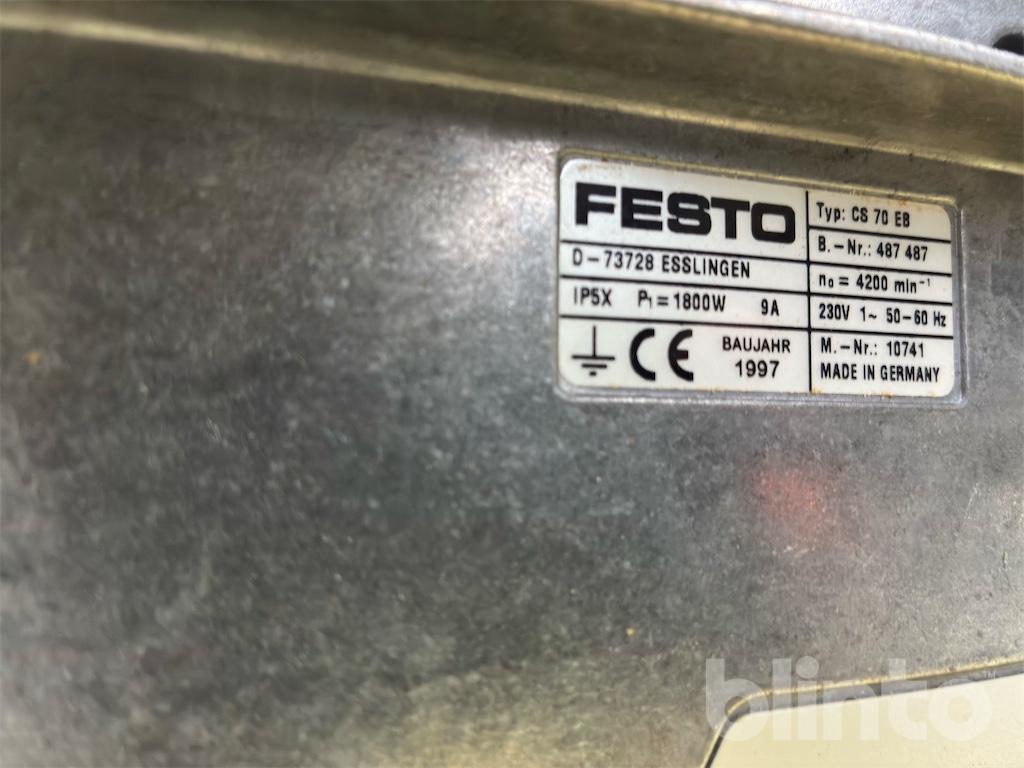 FESTO
D-73728 ESSLINGEN
IP5X P1=1800W 9A
CE BAUJAHR
1997
Typ: CS 70 EB
B.-Nr.: 487 487
n₀ = 4200 min⁻¹
230V 1~ 50-60 Hz
M.-Nr.: 10741
MADE IN GERMANY
blinto™